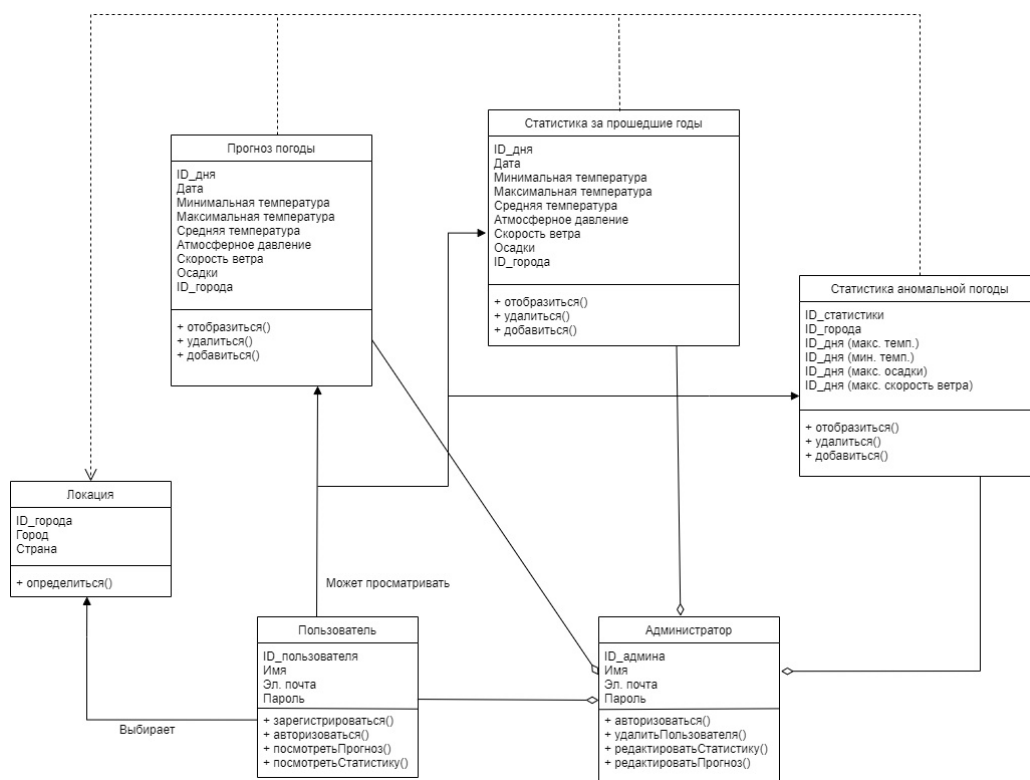 Прогноз погоды
ID_дня
Дата
Минимальная температура
Максимальная температура
Средняя температура
Атмосферное давление
Скорость ветра
Осадки
ID_города
+ отобразиться()
+ удалиться()
+ добавиться()
Статистика за прошедшие годы
ID_дня
Дата
Минимальная температура
Максимальная температура
Средняя температура
Атмосферное давление
Скорость ветра
Осадки
ID_города
+ отобразиться()
+ удалиться()
+ добавиться()
Статистика аномальной погоды
ID_статистики
ID_города
ID_дня (макс. темп.)
ID_дня (мин. темп.)
ID_дня (макс. осадки)
ID_дня (макс. скорость ветра)
+ отобразиться()
+ удалиться()
+ добавиться()
Локация
ID_города
Город
Страна
+ определиться()
Может просматривать
Выбирает
Пользователь
ID_пользователя
Имя
Эл. почта
Пароль
+ зарегистрироваться()
+ авторизоваться()
+ посмотретьПрогноз()
+ посмотретьСтатистику()
Администратор
ID_админа
Имя
Эл. почта
Пароль
+ авторизоваться()
+ удалитьПользователя()
+ редактироватьСтатистику()
+ редактироватьПрогноз()